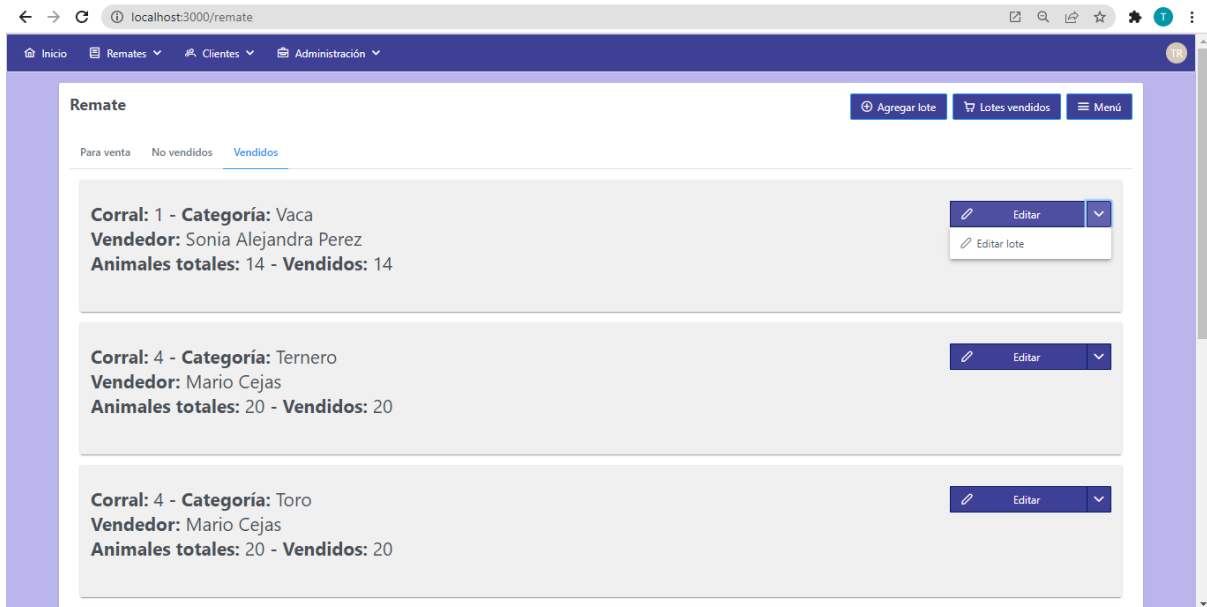 localhost:3000/remate
T
Inicio Remates Clientes Administración
TR
Remate
Agregar lote Lotes vendidos Menú
Para venta No vendidos Vendidos
Corral: 1 - Categoría: Vaca
Vendedor: Sonia Alejandra Perez
Animales totales: 14 - Vendidos: 14
Editar
Editar lote
Corral: 4 - Categoría: Ternero
Vendedor: Mario Cejas
Animales totales: 20 - Vendidos: 20
Editar
Corral: 4 - Categoría: Toro
Vendedor: Mario Cejas
Animales totales: 20 - Vendidos: 20
Editar